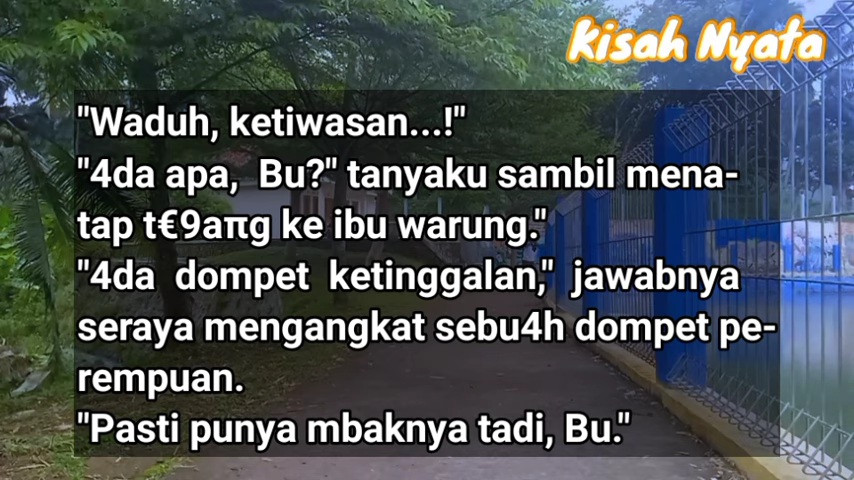 Kisah Nyata
"Waduh, ketiwasan...!"
"4da apa, Bu?" tanyaku sambil mena-
tap t€9aπg ke ibu warung."
"4da dompet ketinggalan," jawabnya
seraya mengangkat sebu4h dompet pe-
rempuan.
"Pasti punya mbaknya tadi, Bu."